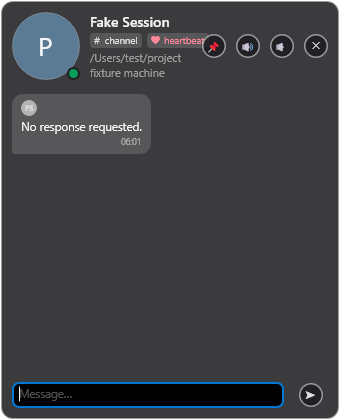 P
Fake Session
# channel
heartbeat
/Users/test/project
fixture machine
FS
No response requested.
06:01
Message...